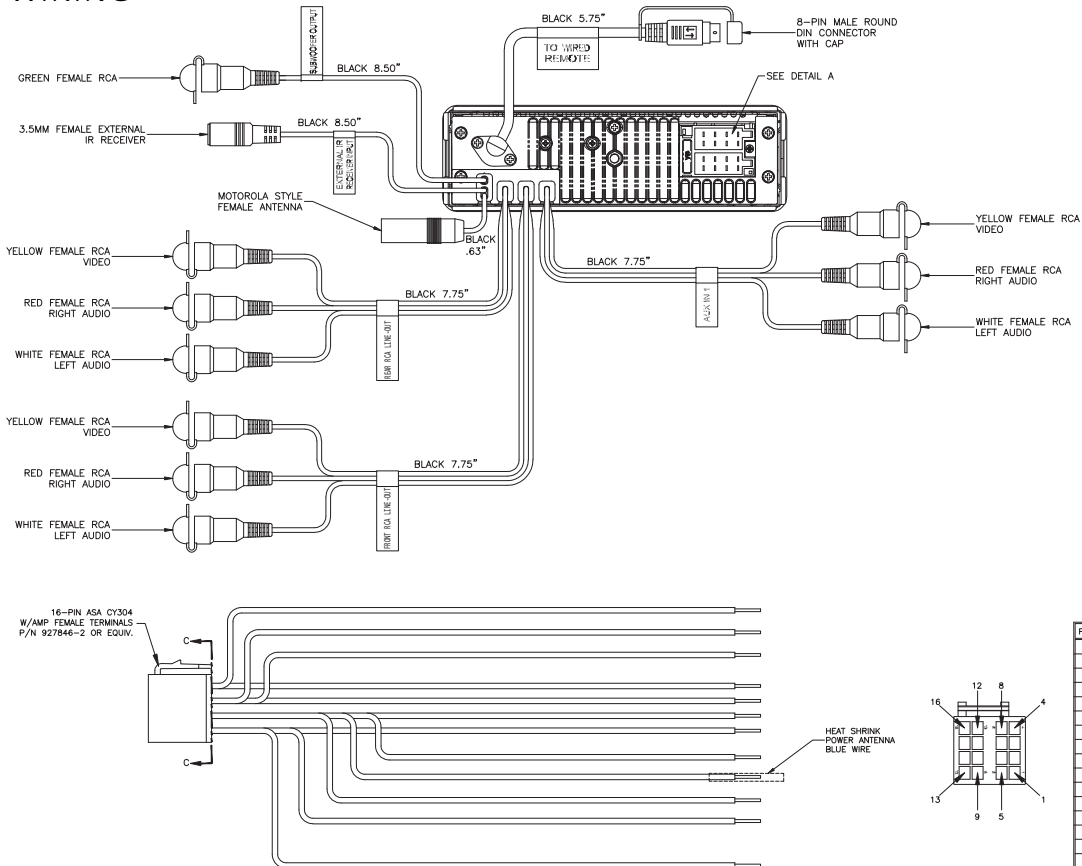 WIRING
BLACK 5.75"
8-PIN MALE ROUND
DIN CONNECTOR
WITH CAP
TO WIRED
REMOTE
SUBWOOFER OUTPUT
BLACK 8.50"
GREEN FEMALE RCA
SEE DETAIL A
3.5MM FEMALE EXTERNAL
IR RECEIVER
BLACK 8.50"
EXTERNAL IR
RECEIVER INPUT
MOTOROLA STYLE
FEMALE ANTENNA
BLACK
.63"
YELLOW FEMALE RCA
VIDEO
RED FEMALE RCA
RIGHT AUDIO
WHITE FEMALE RCA
LEFT AUDIO
BLACK 7.75"
REAR RCA LINE-OUT
BLACK 7.75"
AUX IN 1
YELLOW FEMALE RCA
VIDEO
RED FEMALE RCA
RIGHT AUDIO
WHITE FEMALE RCA
LEFT AUDIO
YELLOW FEMALE RCA
VIDEO
RED FEMALE RCA
RIGHT AUDIO
WHITE FEMALE RCA
LEFT AUDIO
BLACK 7.75"
FRONT RCA LINE-OUT
16-PIN ASA CY304
W/AMP FEMALE TERMINALS
P/N 927846-2 OR EQUIV.
C
C
HEAT SHRINK
POWER ANTENNA
BLUE WIRE
12 8
16 4
13 1
9 5